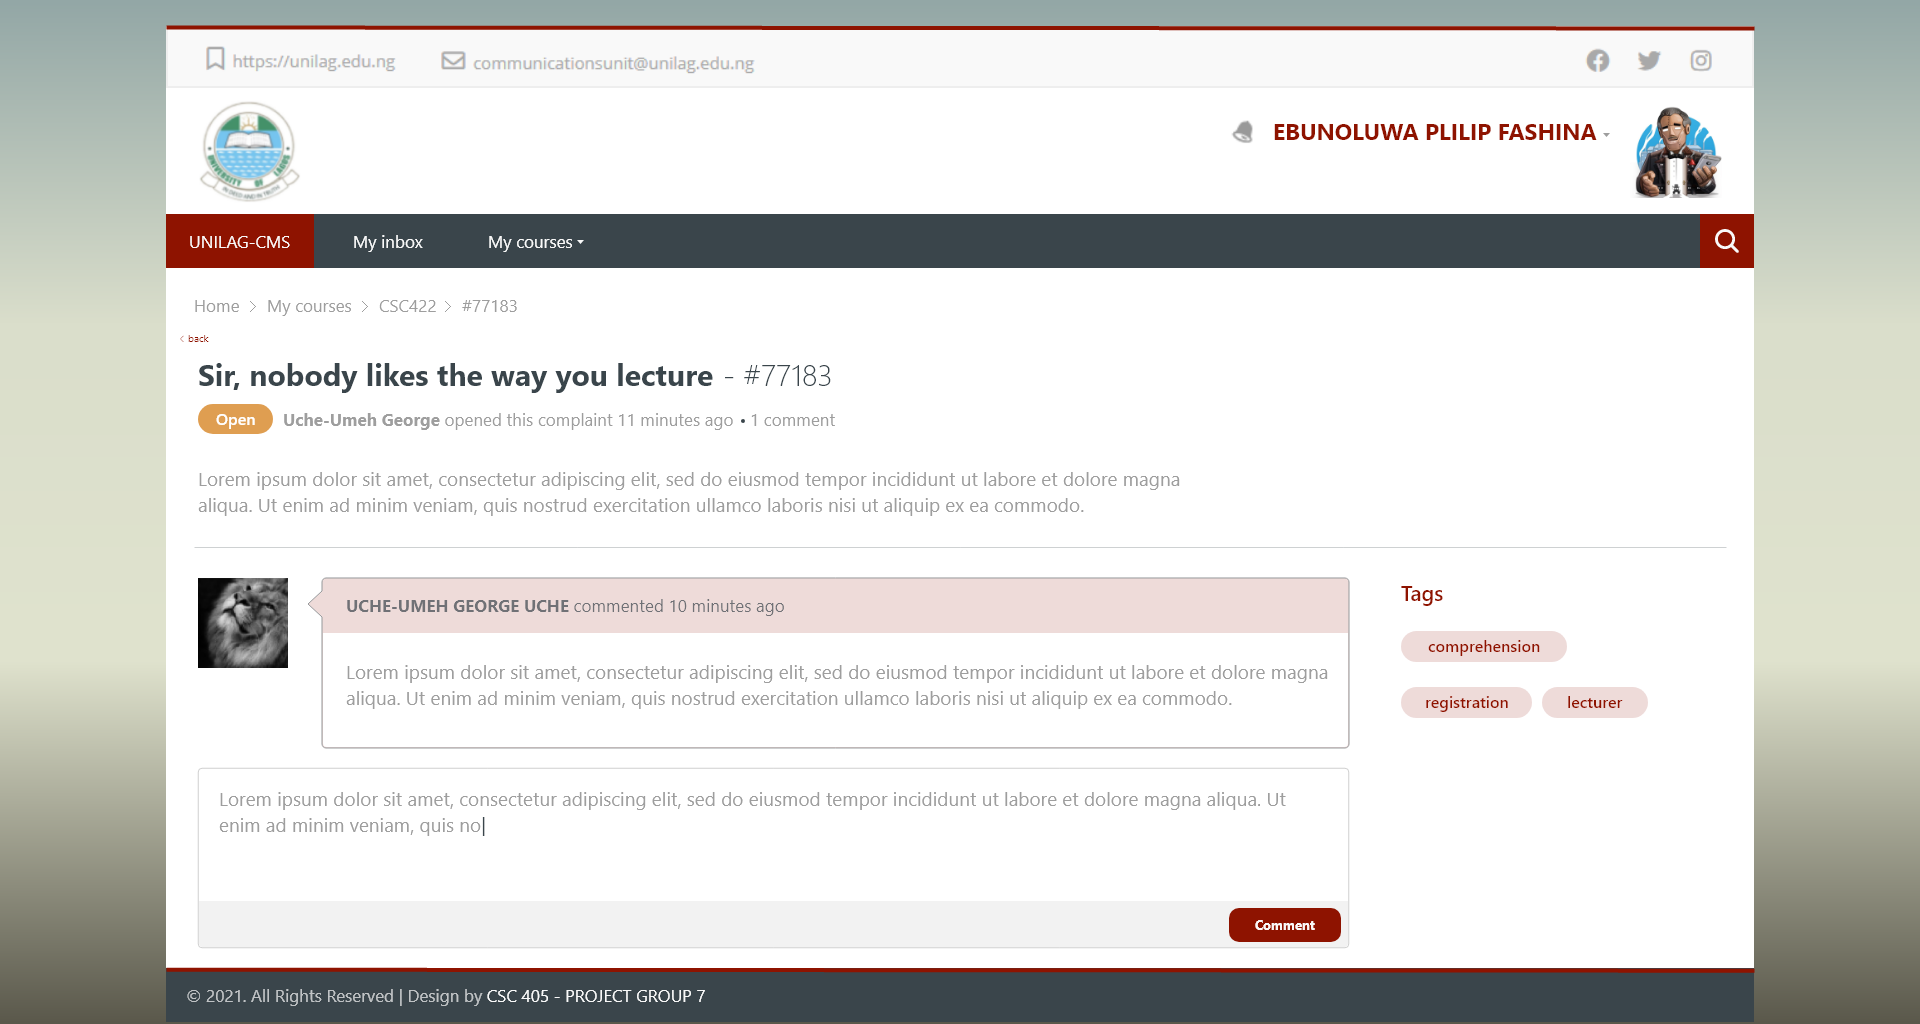 https://unilag.edu.ng communicationsunit@unilag.edu.ng
UNIVERSITY OF LAGOS
EBUNOLUWA PLILIP FASHINA
UNILAG-CMS My inbox My courses
Home > My courses > CSC422 > #77183
< back
Sir, nobody likes the way you lecture - #77183
Open Uche-Umeh George opened this complaint 11 minutes ago • 1 comment
Lorem ipsum dolor sit amet, consectetur adipiscing elit, sed do eiusmod tempor incididunt ut labore et dolore magna
aliqua. Ut enim ad minim veniam, quis nostrud exercitation ullamco laboris nisi ut aliquip ex ea commodo.
UCHE-UMEH GEORGE UCHE commented 10 minutes ago
Lorem ipsum dolor sit amet, consectetur adipiscing elit, sed do eiusmod tempor incididunt ut labore et dolore magna
aliqua. Ut enim ad minim veniam, quis nostrud exercitation ullamco laboris nisi ut aliquip ex ea commodo.
Tags
comprehension
registration lecturer
Lorem ipsum dolor sit amet, consectetur adipiscing elit, sed do eiusmod tempor incididunt ut labore et dolore magna aliqua. Ut
enim ad minim veniam, quis no
Comment
© 2021. All Rights Reserved | Design by CSC 405 - PROJECT GROUP 7